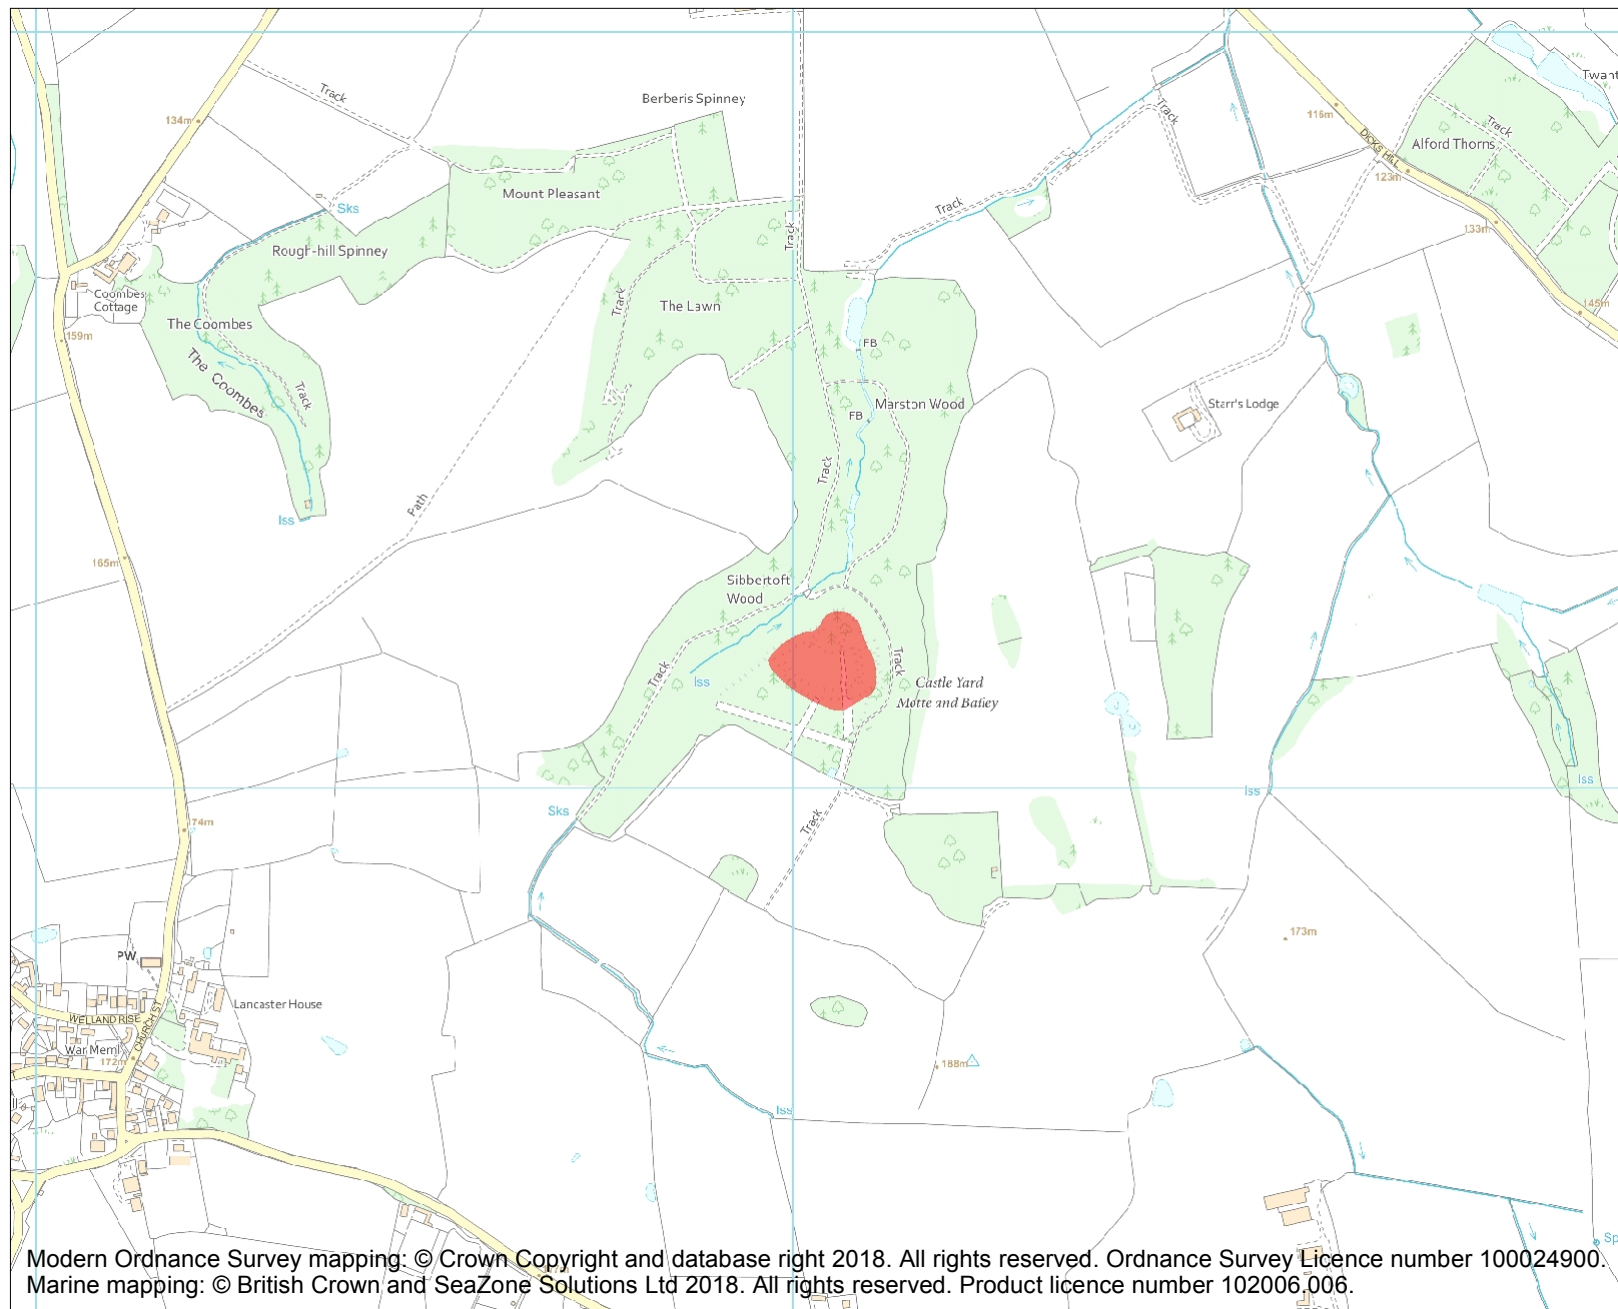 Berberis Spinney
Track
134m
Mount Pleasant
Sks
Rough-hill Spinney
Track
Track
Track
115m
DICKS HILL
123m
Track
Alford Thorns
Twant
133m
145m
Coombes
Cottage
The Coombes
159m
The Coombes
Track
Track
The Lawn
FB
FB
Marston Wood
Starr's Lodge
Track
Path
Iss
165m
Sibbertoft
Wood
Track
Iss
Track
Castle Yard
Motte and Bailey
Iss
Iss
Sks
74m
Track
173m
PW
Lancaster House
WELLAND RISE
CHURCH ST
War Meml
172m
188m
Iss
Sp
Modern Ordnance Survey mapping: © Crown Copyright and database right 2018. All rights reserved. Ordnance Survey Licence number 100024900.
Marine mapping: © British Crown and SeaZone Solutions Ltd 2018. All rights reserved. Product licence number 102006.006.